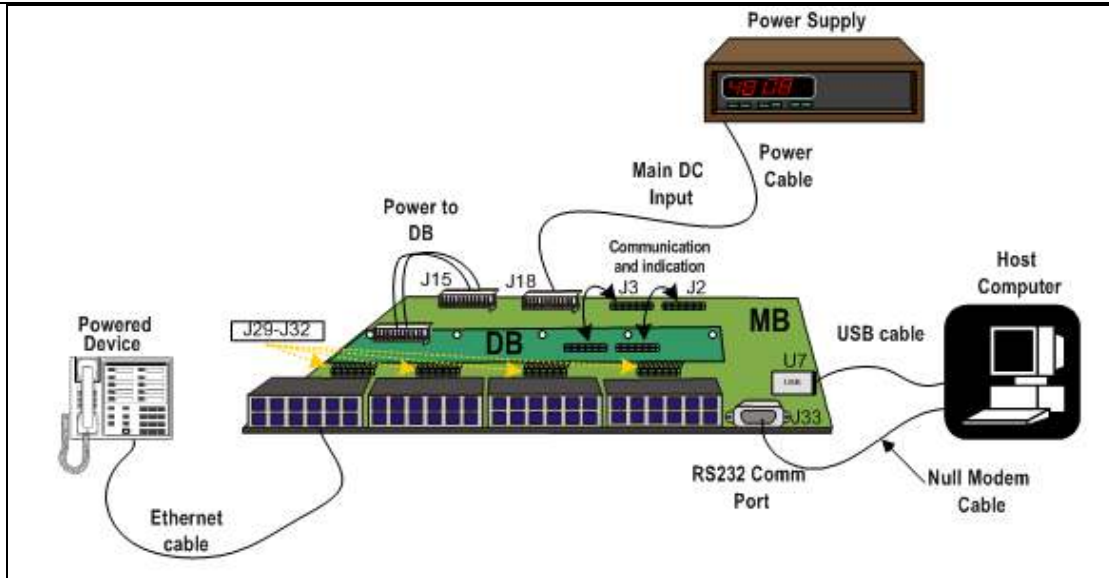 Power Supply
48.08
Power
Cable
Main DC
Input
Power to
DB
Communication
and indication
J15
J18
J3
J2
Host
Computer
MB
Powered
Device
J29-J32
DB
USB cable
U7
USB
J33
RS232 Comm
Port
Null Modem
Cable
Ethernet
cable